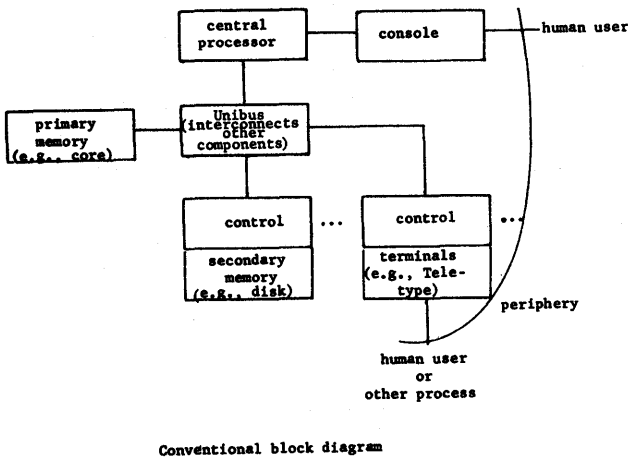 central
processor
console
human user
primary
memory
(e.g., core)
Unibus
(interconnects
other
components)
control
...
control
...
secondary
memory
(e.g., disk)
terminals
(e.g., Tele-
type)
periphery
human user
or
other process
Conventional block diagram